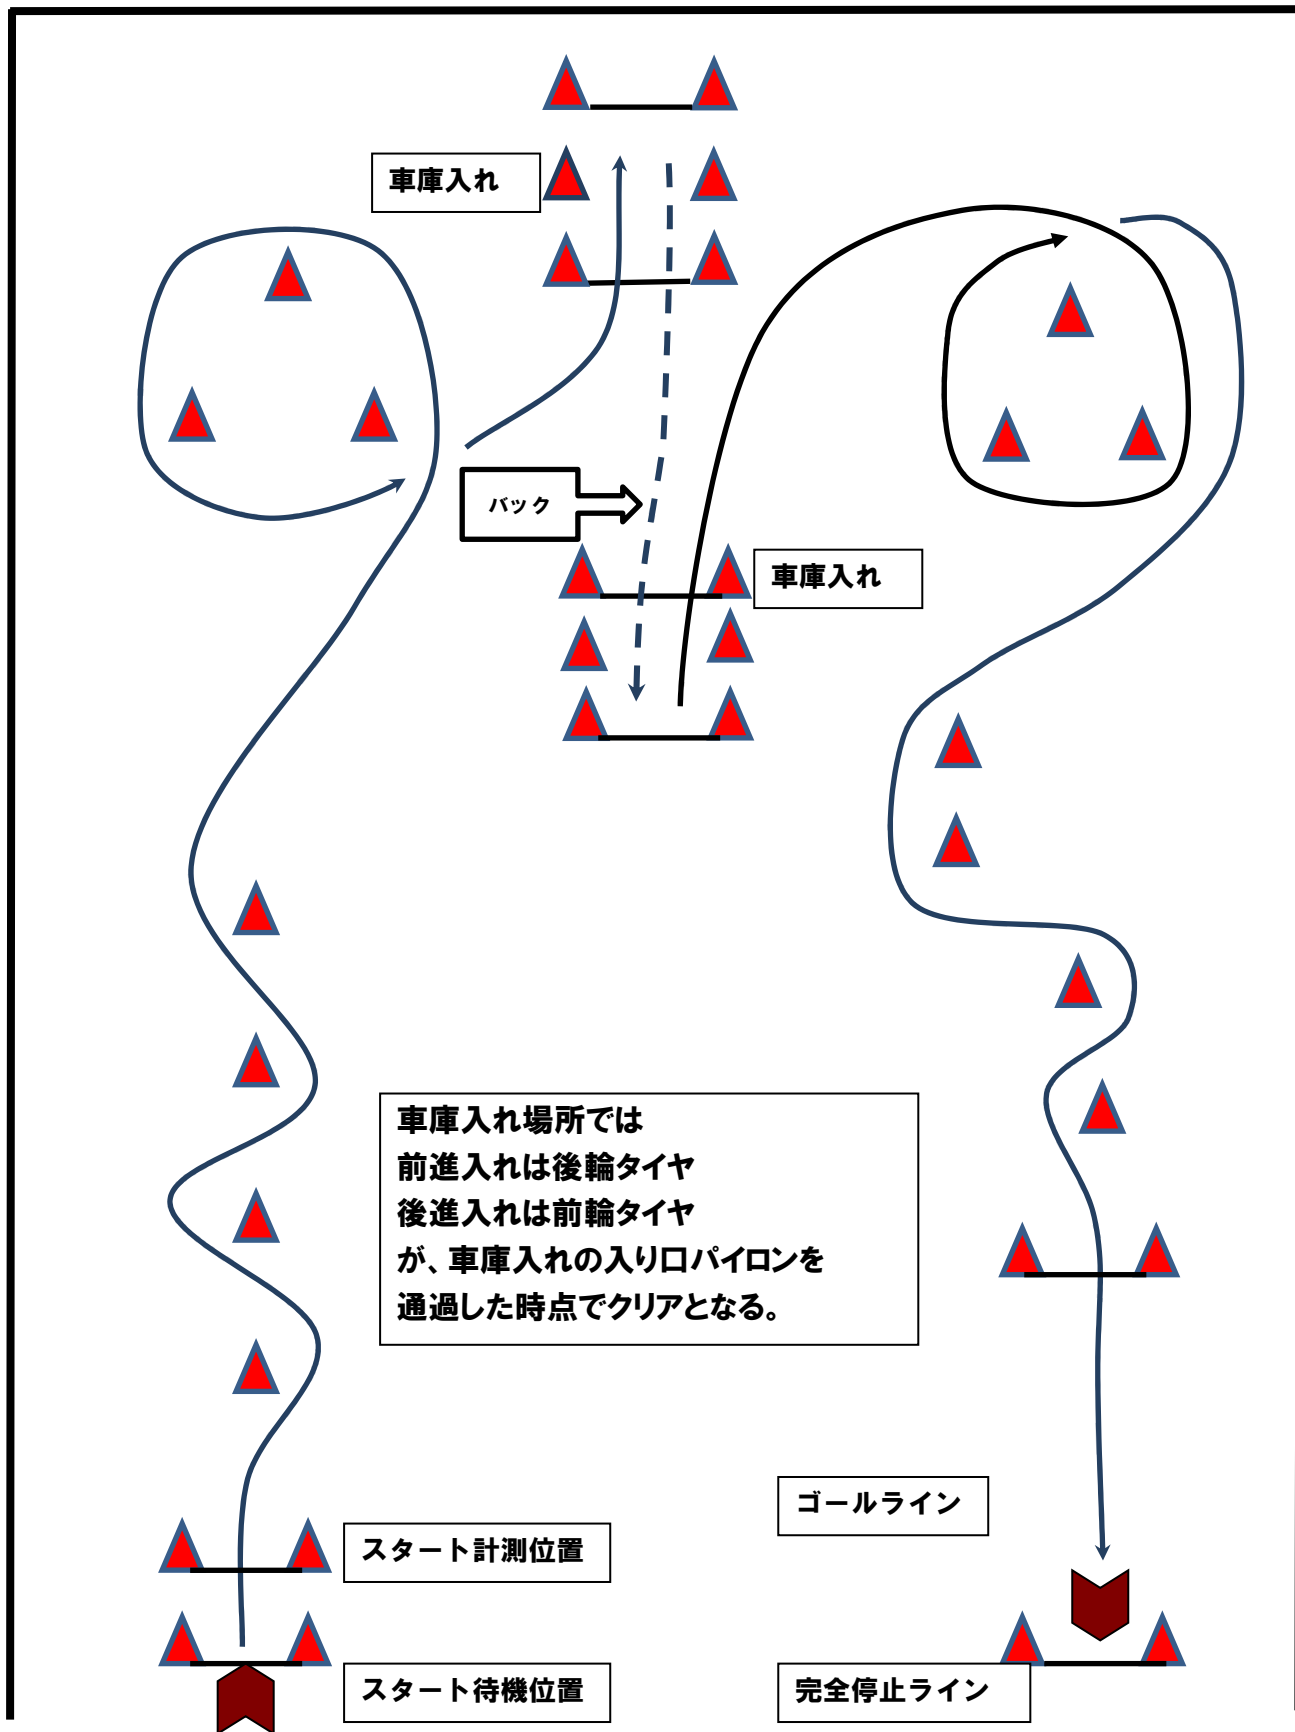 車庫入れ
バック
車庫入れ
車庫入れ場所では
前進入れは後輪タイヤ
後進入れは前輪タイヤ
が、車庫入れの入り口パイロンを
通過した時点でクリアとなる。
ゴールライン
スタート計測位置
スタート待機位置
完全停止ライン